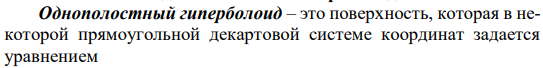 Однополостный гиперболоид – это поверхность, которая в не-
которой прямоугольной декартовой системе координат задается
уравнением